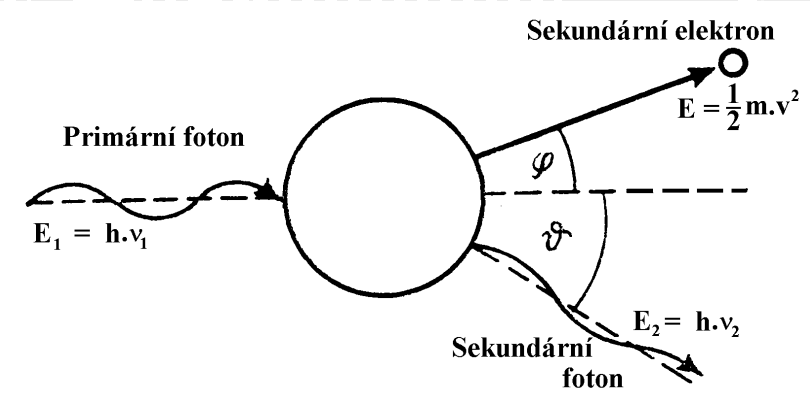 Sekundární elektron
E = 1/2 m.v²
Primární foton
φ
E₁ = h.ν₁
ϑ
E₂ = h.ν₂
Sekundární
foton